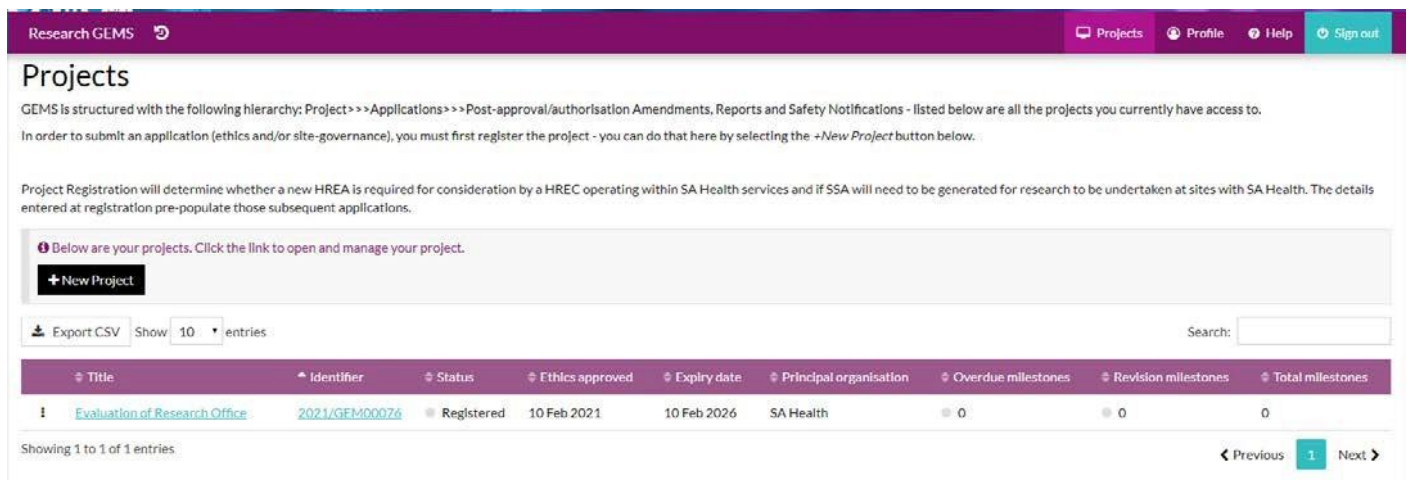 Research GEMS Projects Profile Help Sign out
Projects
GEMS is structured with the following hierarchy: Project>>>Applications>>>Post-approval/authorisation Amendments, Reports and Safety Notifications - listed below are all the projects you currently have access to.
In order to submit an application (ethics and/or site-governance), you must first register the project - you can do that here by selecting the +New Project button below.
Project Registration will determine whether a new HREA is required for consideration by a HREC operating within SA Health services and if SSA will need to be generated for research to be undertaken at sites with SA Health. The details
entered at registration pre-populate those subsequent applications.
Below are your projects. Click the link to open and manage your project.
+ New Project
Export CSV Show 10 entries Search:
Title Identifier Status Ethics approved Expiry date Principal organisation Overdue milestones Revision milestones Total milestones
Evaluation of Research Office 2021/GEM00076 Registered 10 Feb 2021 10 Feb 2026 SA Health 0 0 0
Showing 1 to 1 of 1 entries Previous 1 Next